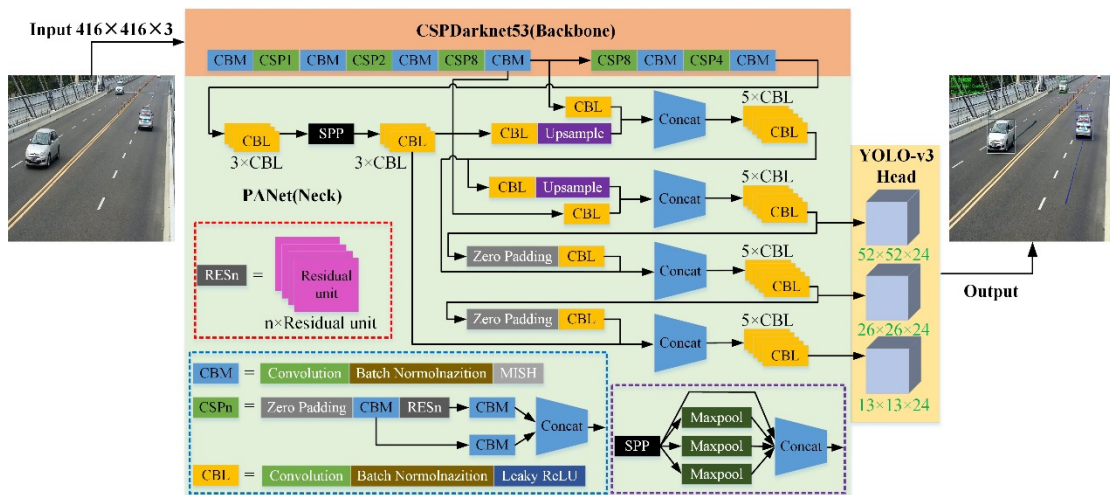 Input 416×416×3
CSPDarknet53(Backbone)
CBM CSP1 CBM CSP2 CBM CSP8 CBM
CSP8 CBM CSP4 CBM
CBL
3×CBL
SPP
CBL
3×CBL
CBL
CBL Upsample
Concat
5×CBL
CBL
PANet(Neck)
CBL Upsample
CBL
Concat
5×CBL
CBL
YOLO-v3
Head
52×52×24
Zero Padding CBL
Concat
5×CBL
CBL
26×26×24
Zero Padding CBL
Concat
5×CBL
CBL
13×13×24
Output
RESn = Residual
unit
n×Residual unit
CBM = Convolution Batch Normolnazition MISH
CSPn = Zero Padding CBM RESn CBM
CBM
Concat
CBL = Convolution Batch Normolnazition Leaky ReLU
SPP
Maxpool
Maxpool
Maxpool
Concat